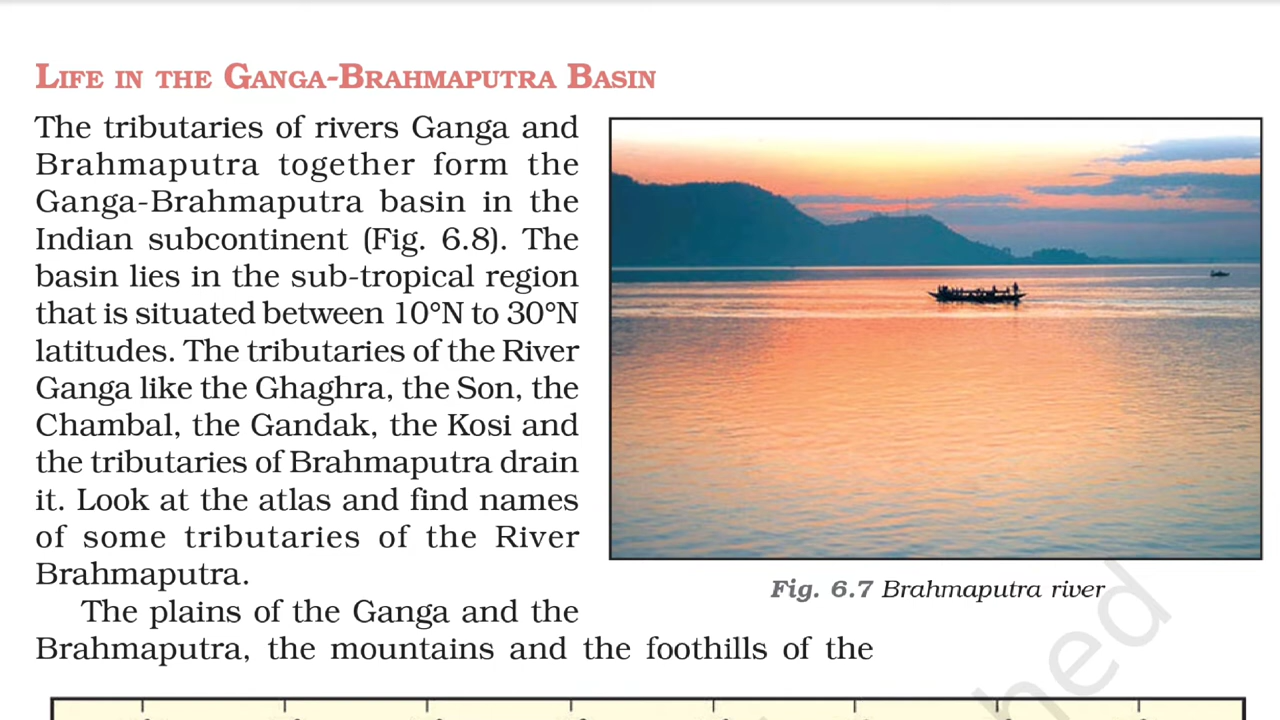 LIFE IN THE GANGA-BRAHMAPUTRA BASIN
The tributaries of rivers Ganga and
Brahmaputra together form the
Ganga-Brahmaputra basin in the
Indian subcontinent (Fig. 6.8). The
basin lies in the sub-tropical region
that is situated between 10°N to 30°N
latitudes. The tributaries of the River
Ganga like the Ghaghra, the Son, the
Chambal, the Gandak, the Kosi and
the tributaries of Brahmaputra drain
it. Look at the atlas and find names
of some tributaries of the River
Brahmaputra.
Fig. 6.7 Brahmaputra river
The plains of the Ganga and the
Brahmaputra, the mountains and the foothills of the